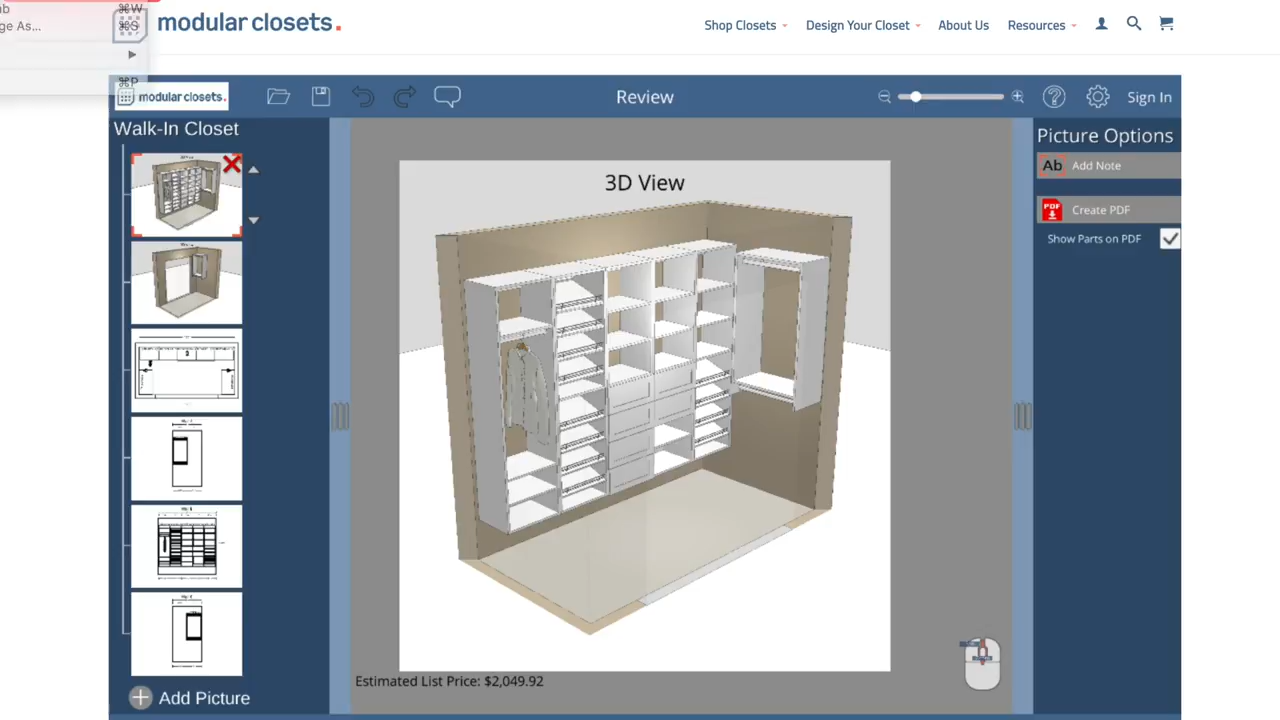 ⌘W
ge As...
⌘S
⌘P
modular closets.
Shop Closets
Design Your Closet
About Us
Resources
modular closets.
Review
Sign In
Walk-In Closet
3D View
Picture Options
Ab Add Note
PDF Create PDF
Show Parts on PDF
Estimated List Price: $2,049.92
Add Picture